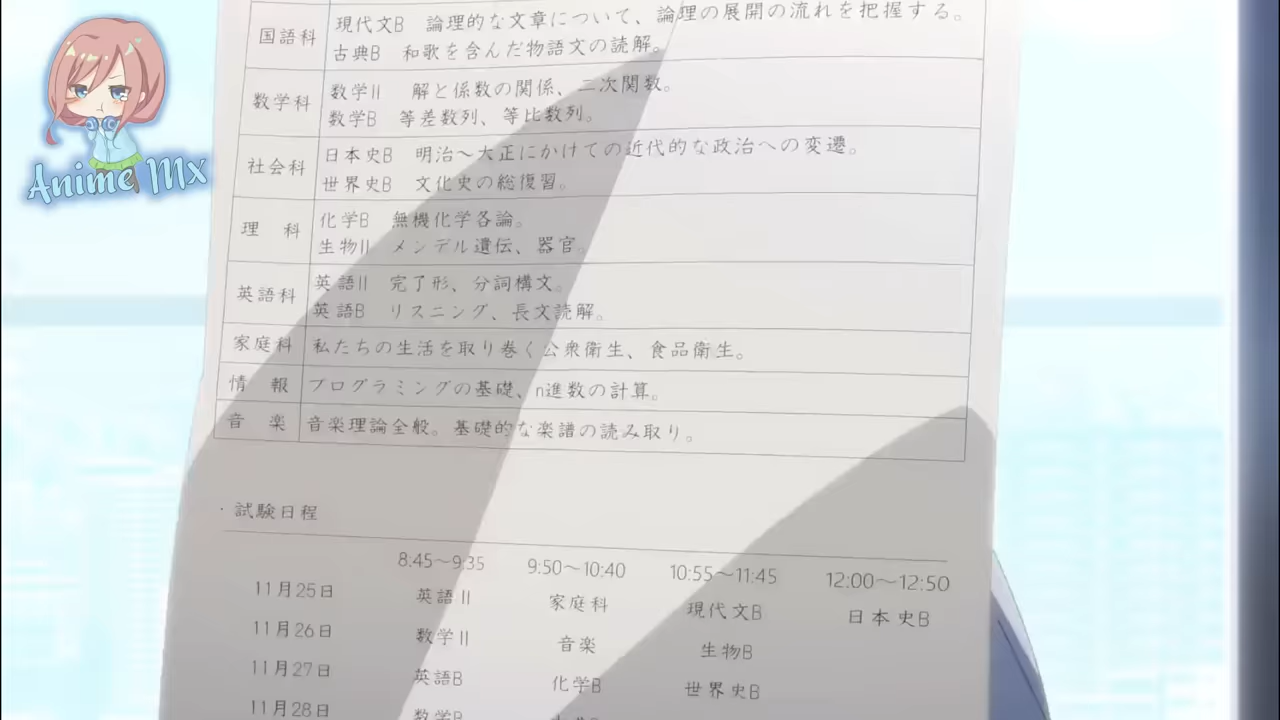 Anime Mx
国語科 現代文B 論理的な文章について、論理の展開の流れを把握する。
古典B 和歌を含んだ物語文の読解。
数学科 数学II 解と係数の関係、二次関数。
数学B 等差数列、等比数列。
社会科 日本史B 明治〜大正にかけての近代的な政治への変遷。
世界史B 文化史の総復習。
理 科 化学B 無機化学各論。
生物II メンデル遺伝、器官。
英語科 英語II 完了形、分詞構文。
英語B リスニング、長文読解。
家庭科 私たちの生活を取り巻く公衆衛生、食品衛生。
情 報 プログラミングの基礎、n進数の計算。
音 楽 音楽理論全般。基礎的な楽譜の読み取り。
・試験日程
8:45〜9:35 9:50〜10:40 10:55〜11:45 12:00〜12:50
11月25日 英語II 家庭科 現代文B 日本史B
11月26日 数学II 音楽 生物B
11月27日 英語B 化学B 世界史B
11月28日 数学B